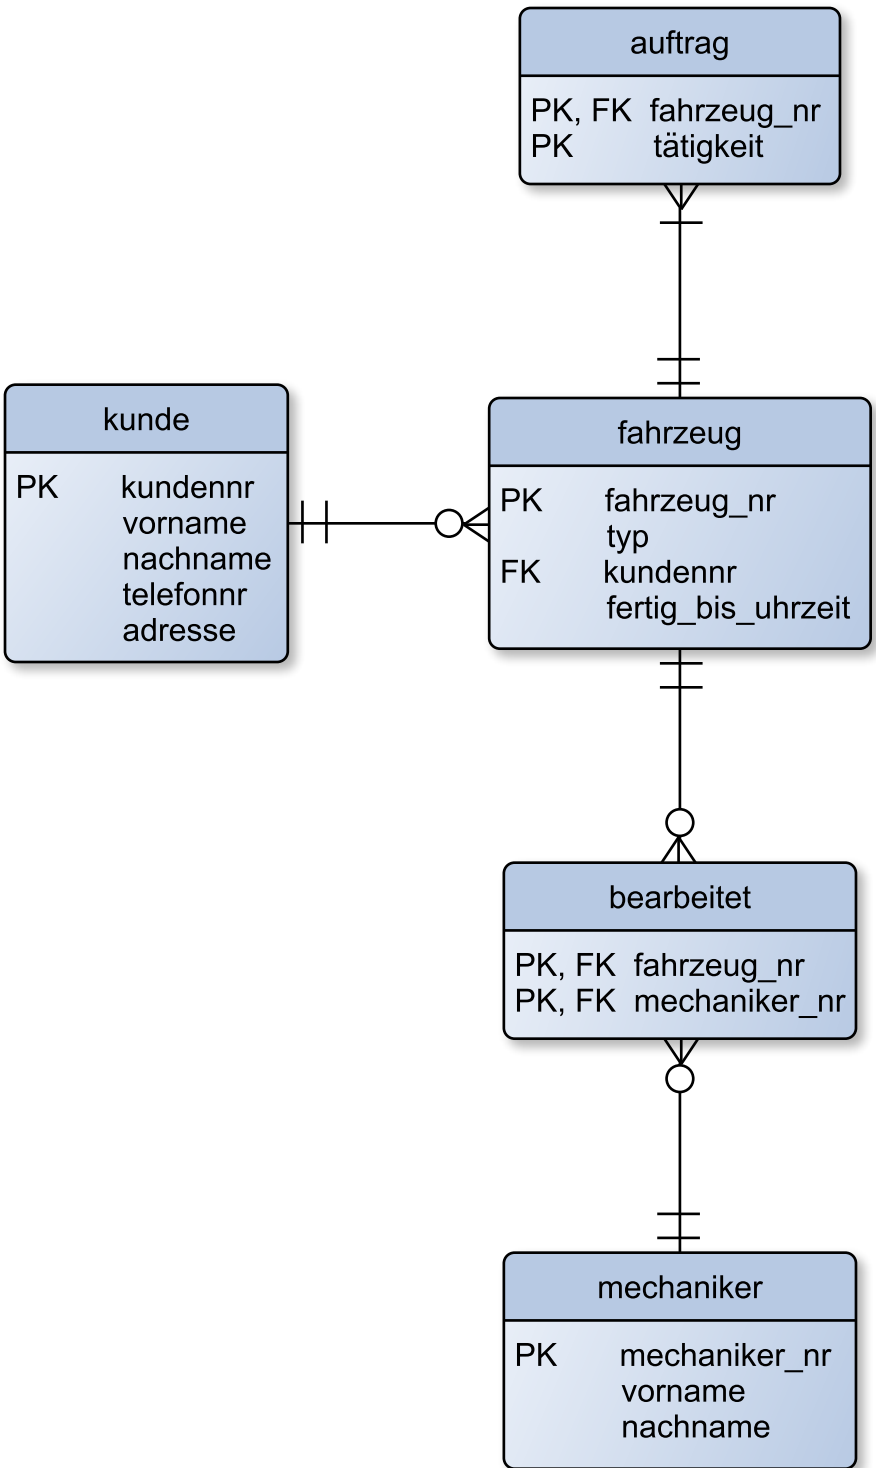 auftrag
PK, FK fahrzeug_nr
PK tätigkeit
kunde
PK kundennr
vorname
nachname
telefonnr
adresse
fahrzeug
PK fahrzeug_nr
typ
FK kundennr
fertig_bis_uhrzeit
bearbeitet
PK, FK fahrzeug_nr
PK, FK mechaniker_nr
mechaniker
PK mechaniker_nr
vorname
nachname